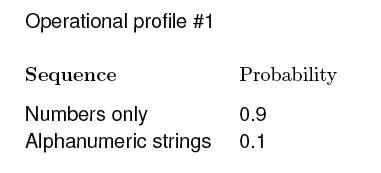 Operational profile #1
Sequence Probability
Numbers only 0.9
Alphanumeric strings 0.1